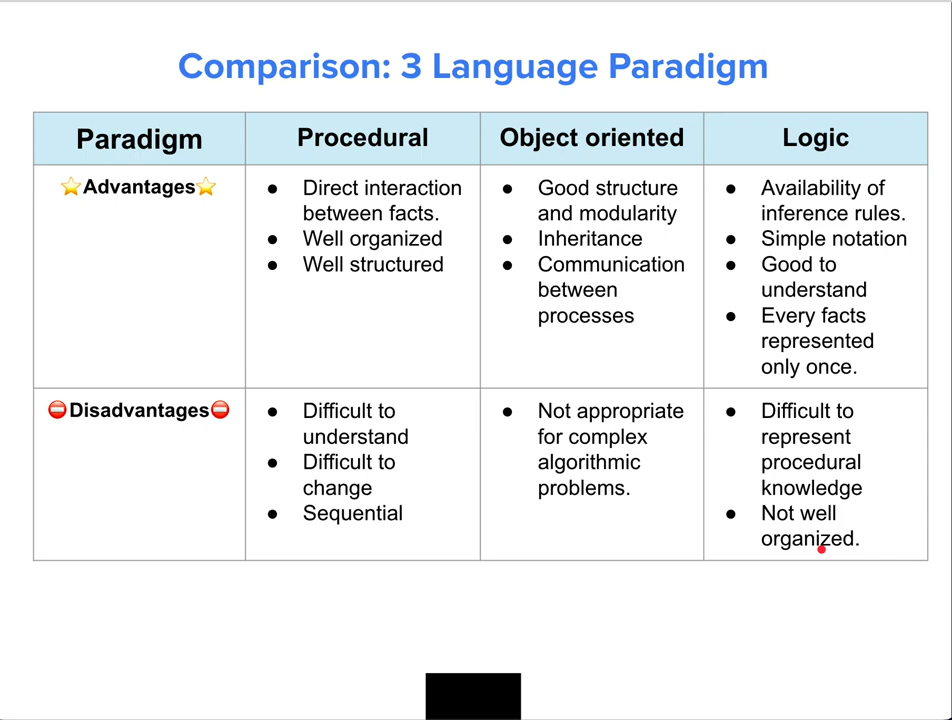 Comparison: 3 Language Paradigm
Paradigm
Procedural
Object oriented
Logic
⭐Advantages⭐
● Direct interaction
between facts.
● Well organized
● Well structured
● Good structure
and modularity
● Inheritance
● Communication
between
processes
● Availability of
inference rules.
● Simple notation
● Good to
understand
● Every facts
represented
only once.
⛔Disadvantages⛔
● Difficult to
understand
● Difficult to
change
● Sequential
● Not appropriate
for complex
algorithmic
problems.
● Difficult to
represent
procedural
knowledge
● Not well
organized.